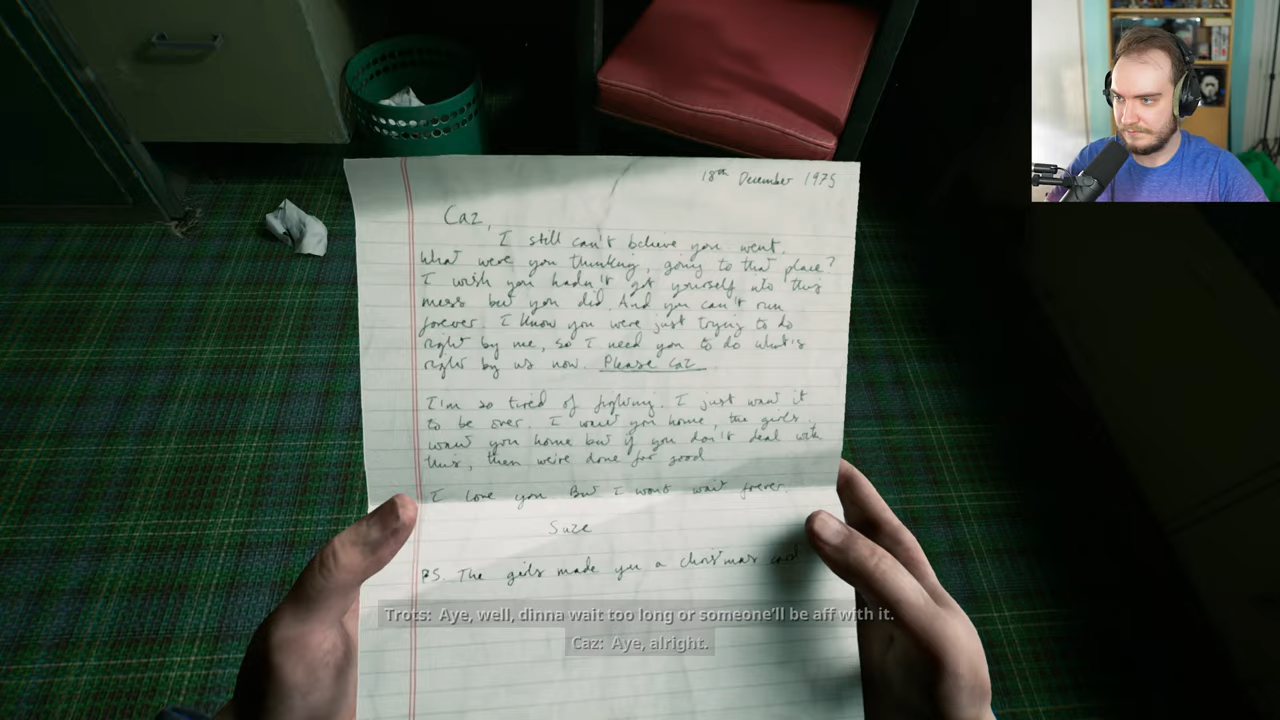 18th December 1975
Caz,
I still can't believe you went.
What were you thinking, going to that place?
I wish you hadn't got yourself into this
mess but you did. And you can't run
forever. I know you were just trying to do
right by me, so I need you to do what's
right by us now. Please Caz
I'm so tired of fighting. I just want it
to be over. I want you home, the girls
want you home but if you don't deal with
this, then we're done for good
I love you But I wont wait forever.
Suze
PS. The girls made you a christmas card
Trots: Aye, well, dinna wait too long or someone'll be aff with it.
Caz: Aye, alright.